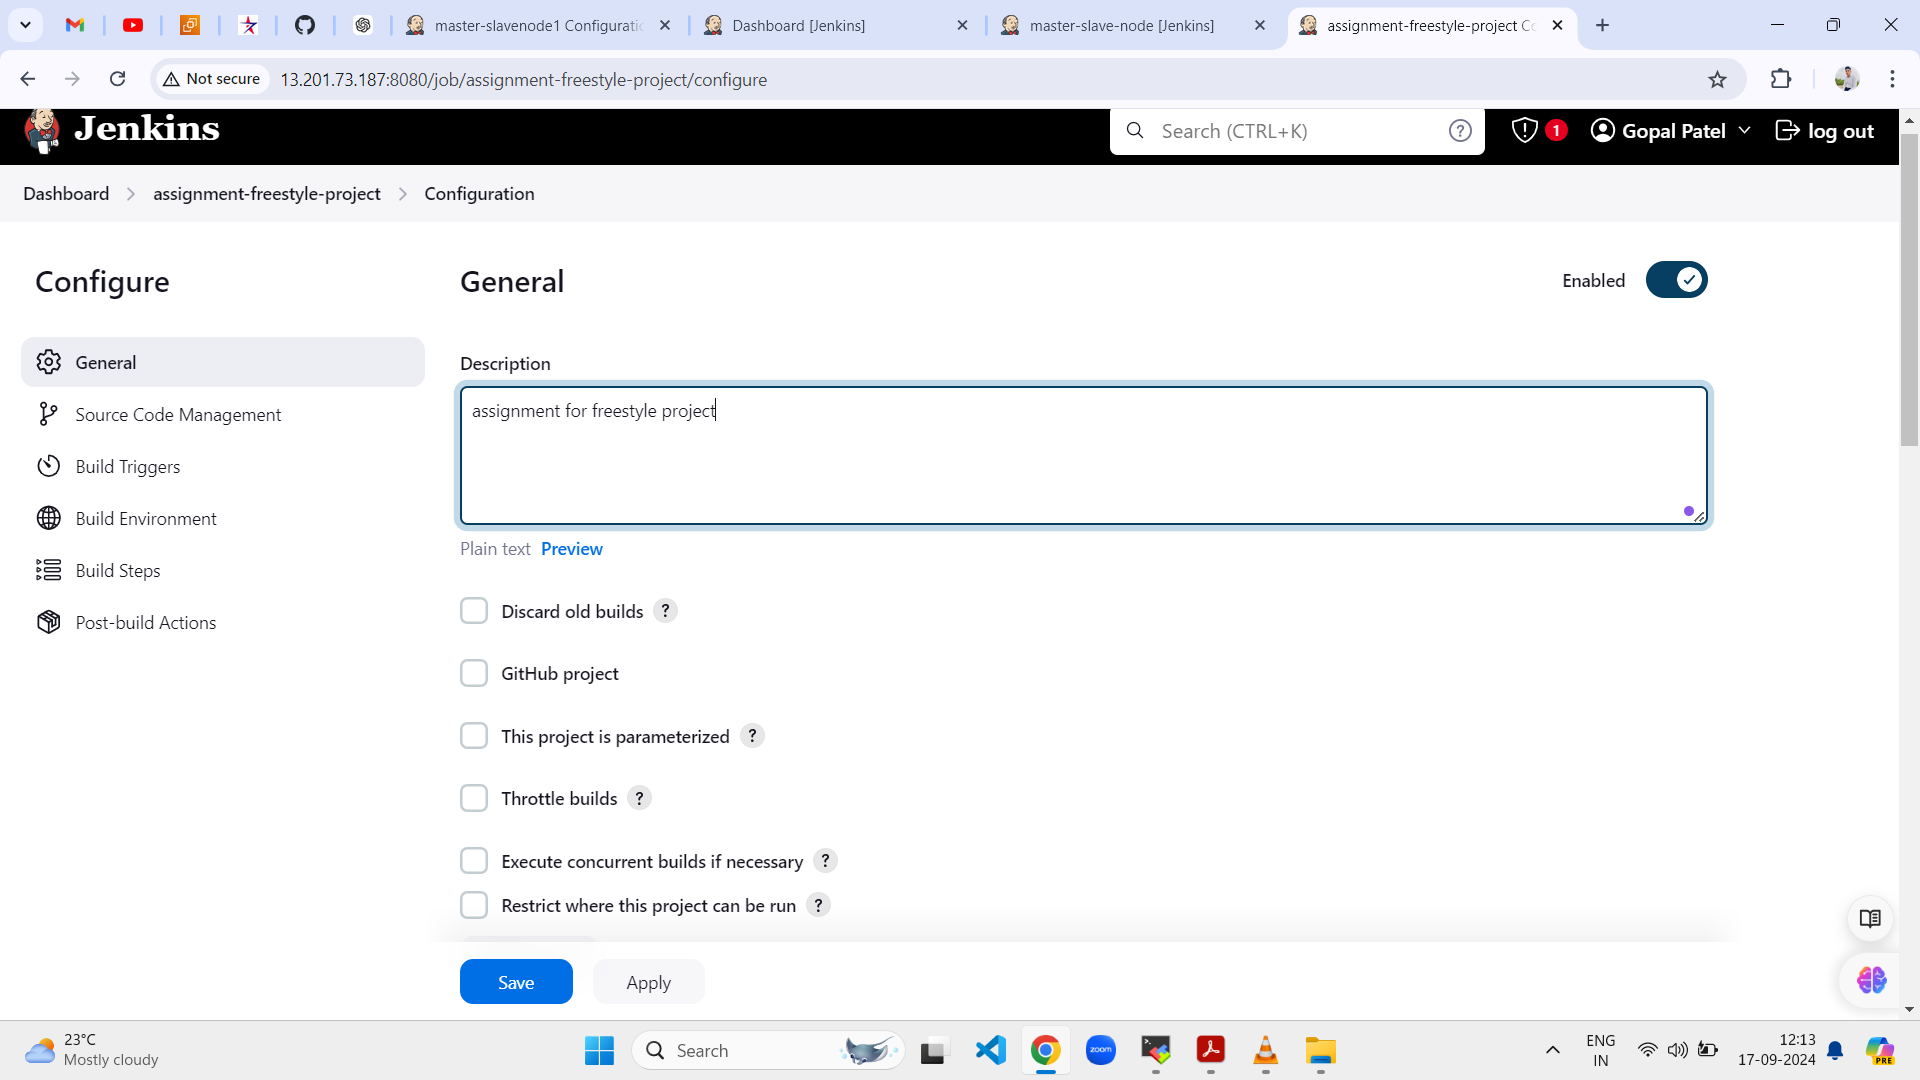 master-slavenode1 Configuratio
Dashboard [Jenkins]
master-slave-node [Jenkins]
assignment-freestyle-project Co
Not secure
13.201.73.187:8080/job/assignment-freestyle-project/configure
Jenkins
Search (CTRL+K)
?
1
Gopal Patel
log out
Dashboard
assignment-freestyle-project
Configuration
Configure
General
Enabled
General
Source Code Management
Build Triggers
Build Environment
Build Steps
Post-build Actions
Description
assignment for freestyle project
Plain text Preview
Discard old builds ?
GitHub project
This project is parameterized ?
Throttle builds ?
Execute concurrent builds if necessary ?
Restrict where this project can be run ?
Save
Apply
23°C
Mostly cloudy
Search
zoom
ENG
IN
12:13
17-09-2024
PRE